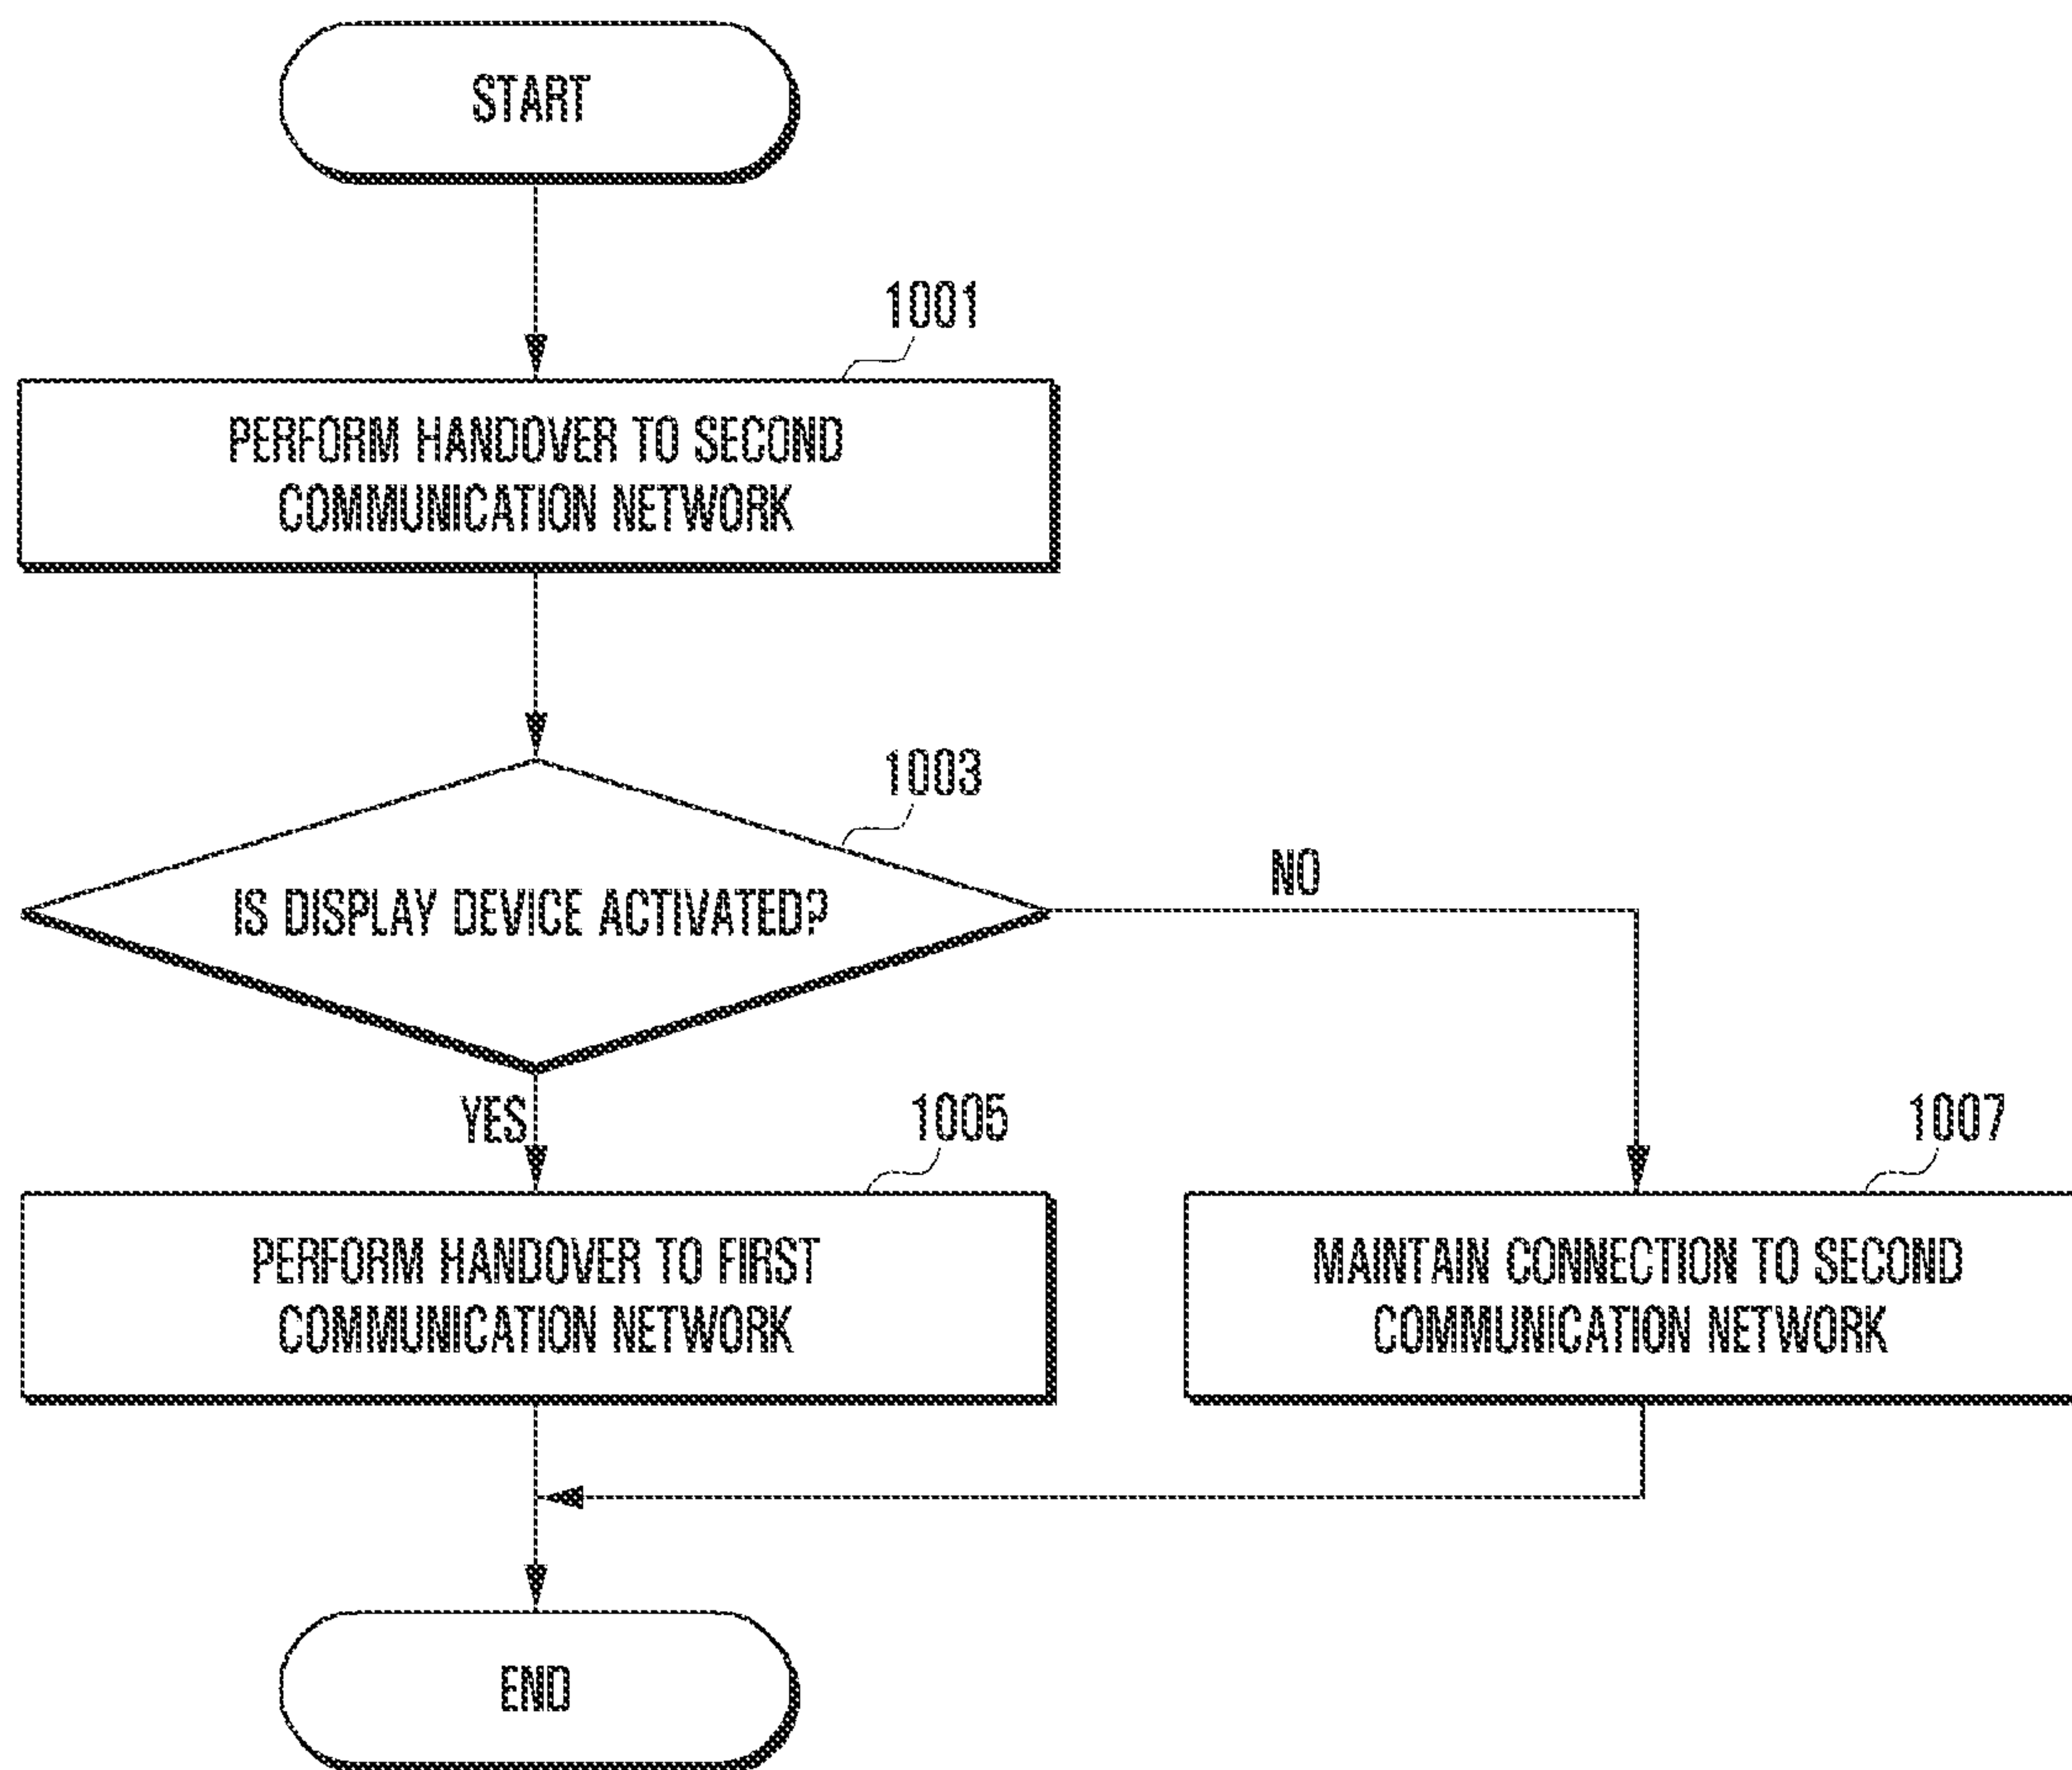 START
1001
PERFORM HANDOVER TO SECOND
COMMUNICATION NETWORK
1003
IS DISPLAY DEVICE ACTIVATED?
NO
YES
1005
PERFORM HANDOVER TO FIRST
COMMUNICATION NETWORK
1007
MAINTAIN CONNECTION TO SECOND
COMMUNICATION NETWORK
END